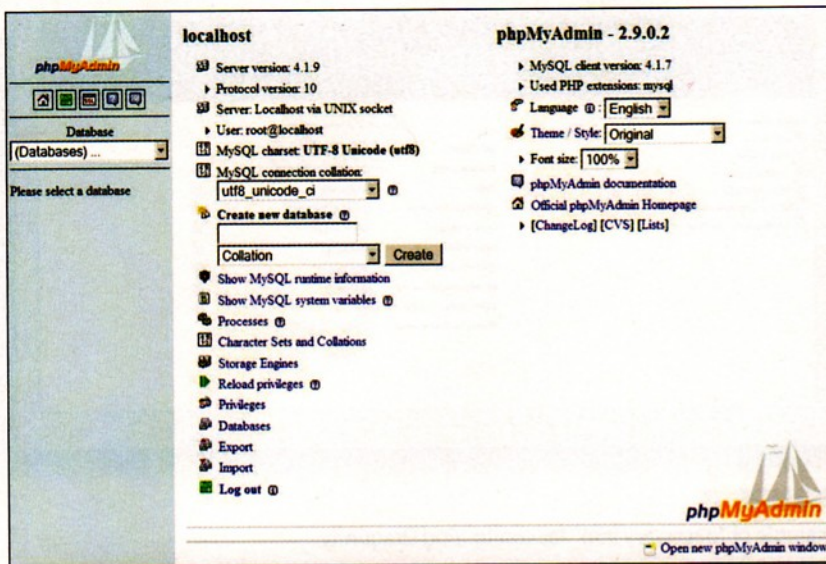 phpMyAdmin
Database
(Databases) ...
Please select a database
localhost
Server version: 4.1.9
Protocol version: 10
Server: Localhost via UNIX socket
User: root@localhost
MySQL charset: UTF-8 Unicode (utf8)
MySQL connection collation:
utf8_unicode_ci
Create new database
Collation
Create
Show MySQL runtime information
Show MySQL system variables
Processes
Character Sets and Collations
Storage Engines
Reload privileges
Privileges
Databases
Export
Import
Log out
phpMyAdmin - 2.9.0.2
MySQL client version: 4.1.7
Used PHP extensions: mysql
Language : English
Theme / Style: Original
Font size: 100%
phpMyAdmin documentation
Official phpMyAdmin Homepage
[ChangeLog] [CVS] [Lists]
phpMyAdmin
Open new phpMyAdmin window